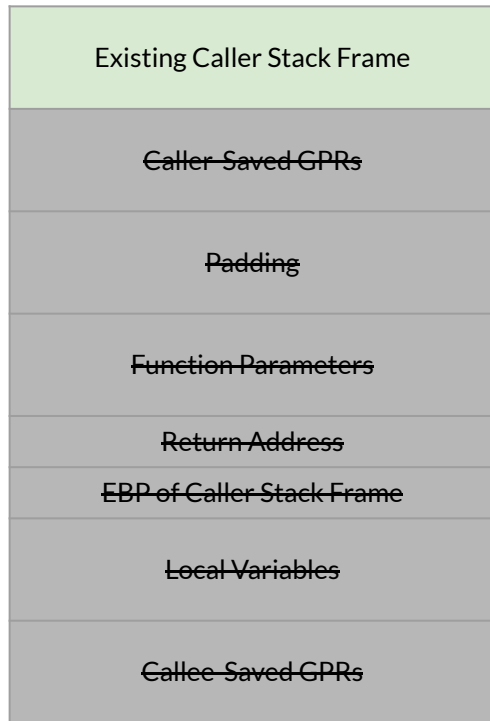 Existing Caller Stack Frame
Caller-Saved GPRs
Padding
Function Parameters
Return Address
EBP of Caller Stack Frame
Local Variables
Callee-Saved GPRs